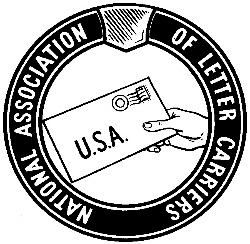 NATIONAL ASSOCIATION OF LETTER CARRIERS
U.S.A.